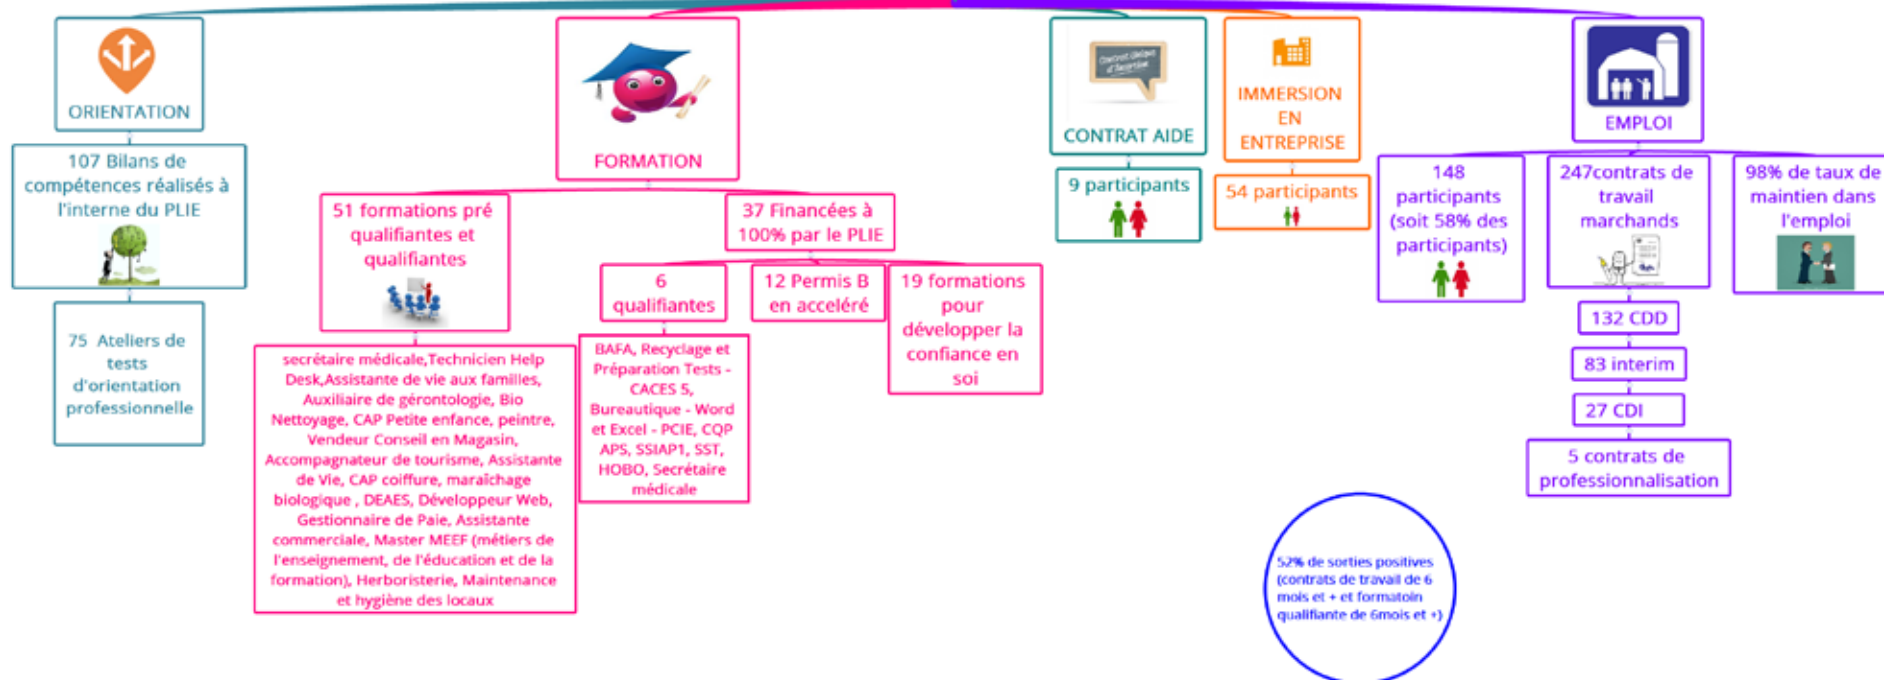 ORIENTATION
107 Bilans de
compétences réalisés à
l'interne du PLIE
75 Ateliers de
tests
d'orientation
professionnelle
FORMATION
51 formations pré
qualifiantes et
qualifiantes
secrétaire médicale,Technicien Help
Desk,Assistante de vie aux familles,
Auxiliaire de gérontologie, Bio
Nettoyage, CAP Petite enfance, peintre,
Vendeur Conseil en Magasin,
Accompagnateur de tourisme, Assistante
de Vie, CAP coiffure, maraîchage
biologique , DEAES, Développeur Web,
Gestionnaire de Paie, Assistante
commerciale, Master MEEF (métiers de
l'enseignement, de l'éducation et de la
formation), Herboristerie, Maintenance
et hygiène des locaux
37 Financées à
100% par le PLIE
6
qualifiantes
BAFA, Recyclage et
Préparation Tests -
CACES 5,
Bureautique - Word
et Excel - PCIE, CQP
APS, SSIAP1, SST,
HOBO, Secrétaire
médicale
12 Permis B
en acceléré
19 formations
pour
développer la
confiance en
soi
Contrat Unique
d'Insertion
CONTRAT AIDE
9 participants
IMMERSION
EN
ENTREPRISE
54 participants
EMPLOI
148
participants
(soit 58% des
participants)
247contrats de
travail
marchands
132 CDD
83 interim
27 CDI
5 contrats de
professionnalisation
98% de taux de
maintien dans
l'emploi
52% de sorties positives
(contrats de travail de 6
mois et + et formatoin
qualifiante de 6mois et +)